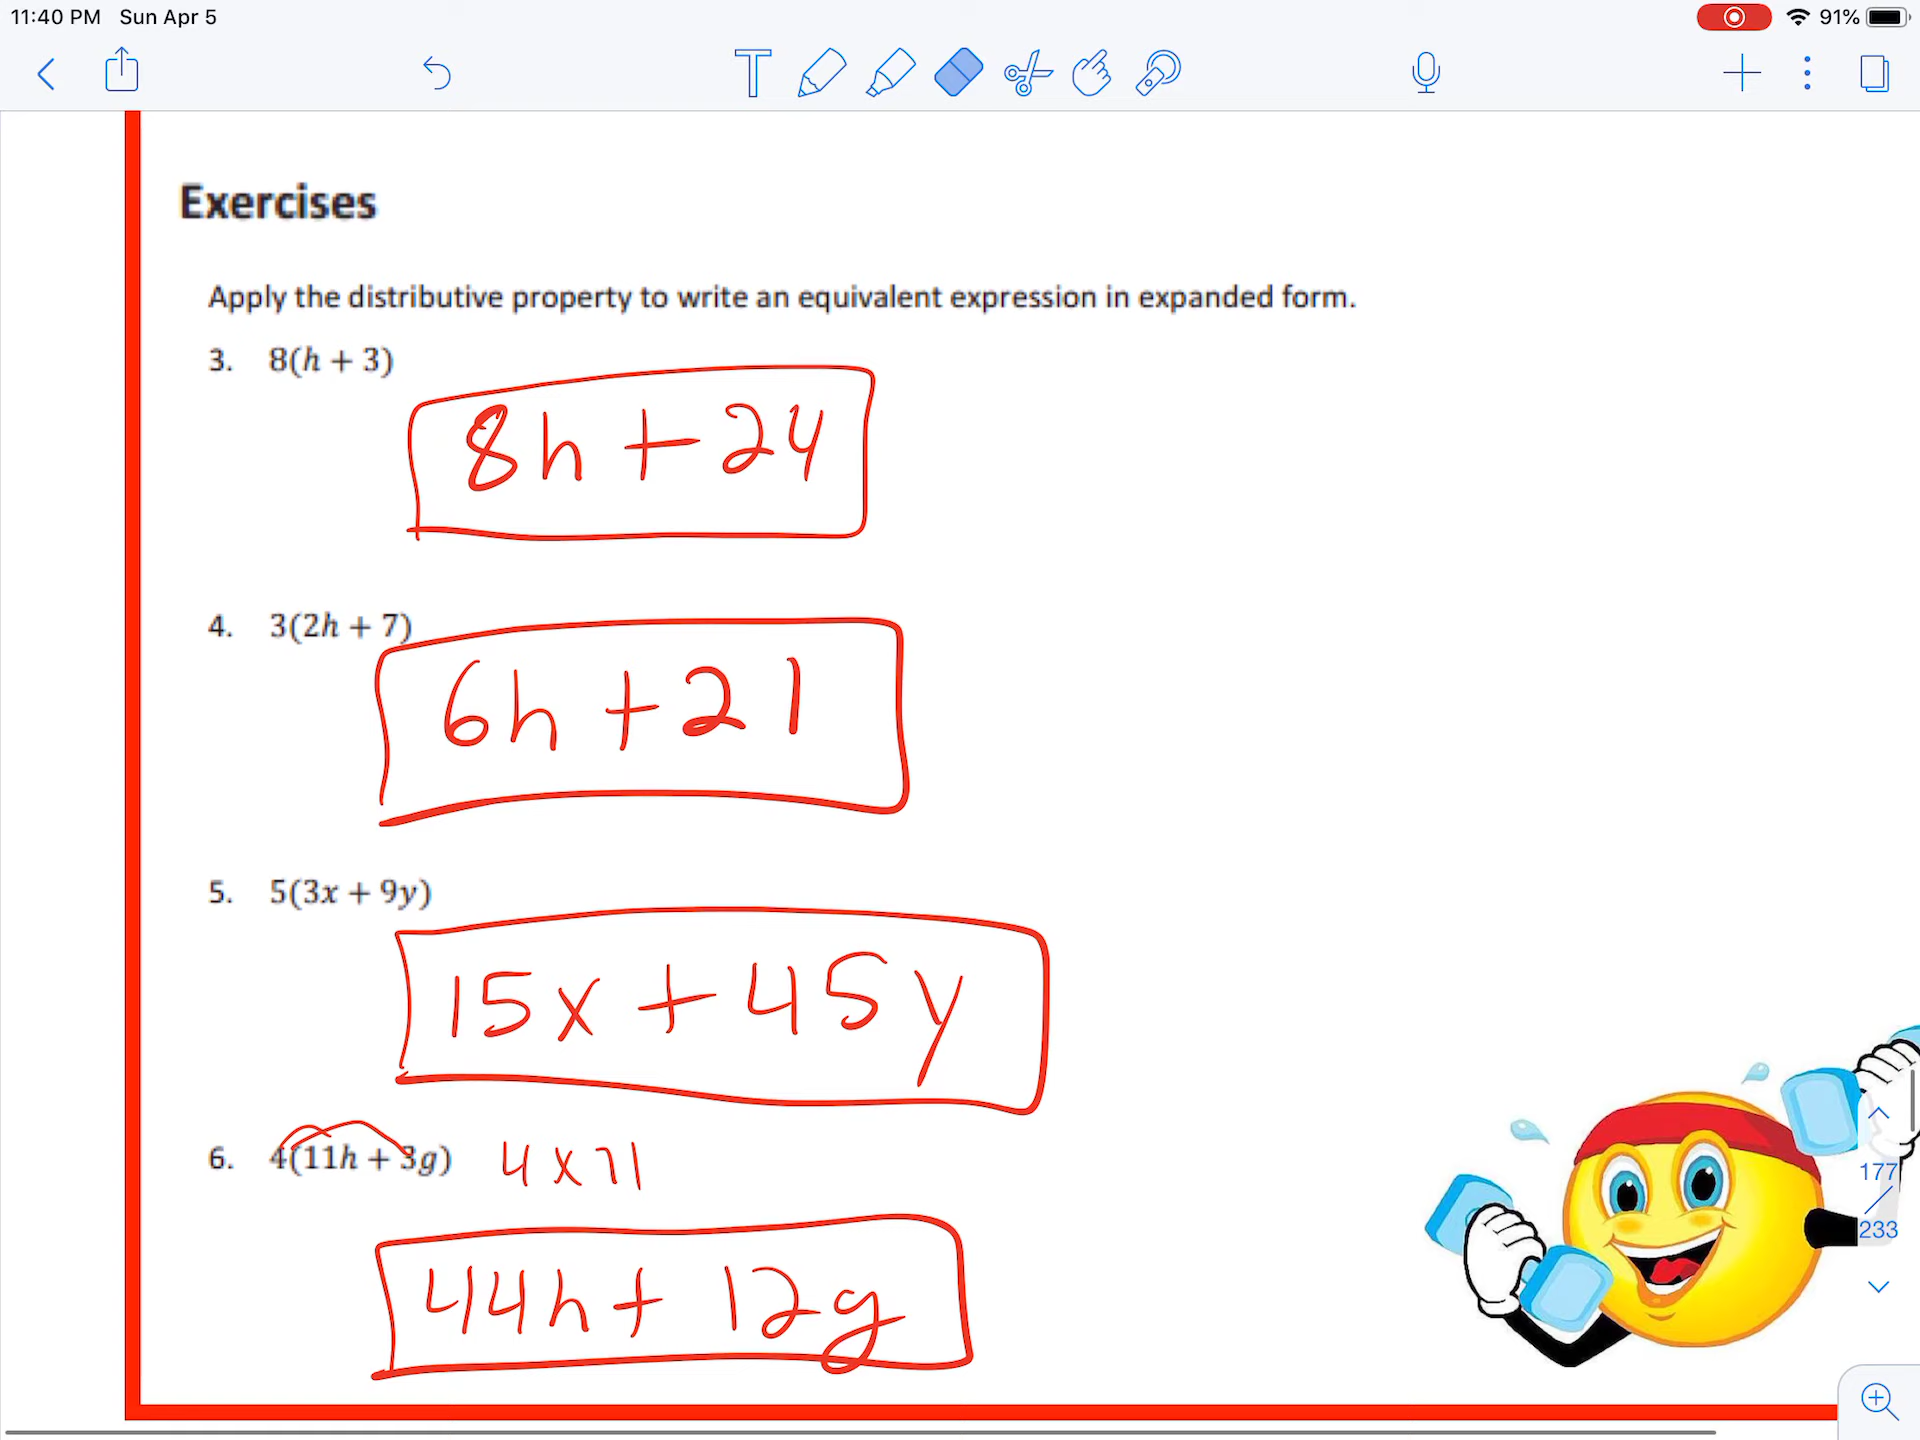 11:40 PM Sun Apr 5 91%
T
Exercises
Apply the distributive property to write an equivalent expression in expanded form.
3. 8(h + 3)
8h + 24
4. 3(2h + 7)
6h + 21
5. 5(3x + 9y)
15x + 45y
6. 4(11h + 3g) 4 x 11
44h + 12g
177
233